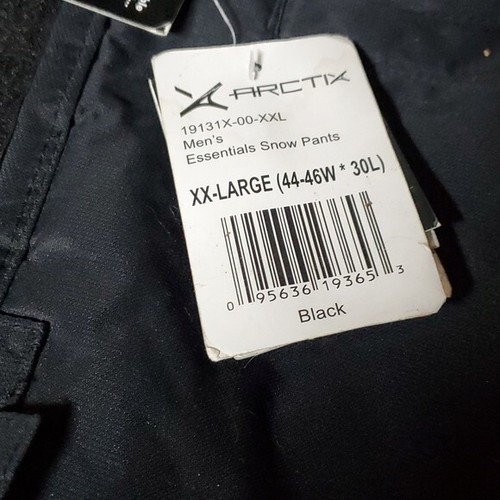 ARCTIX
19131X-00-XXL
Men's
Essentials Snow Pants
XX-LARGE (44-46W * 30L)
0 95636 19365 3
Black